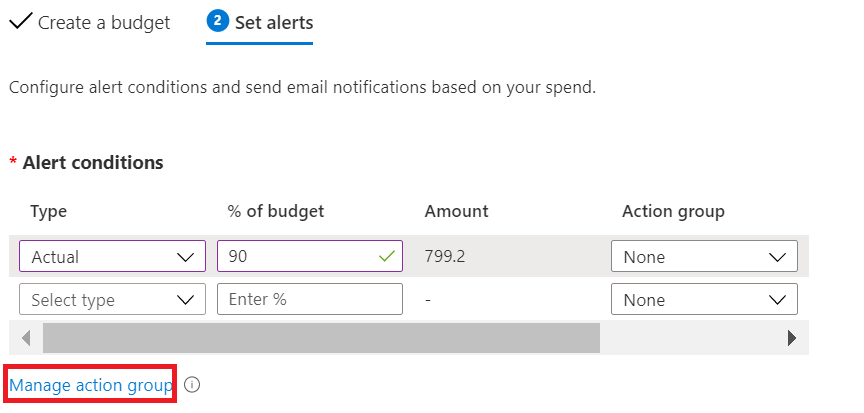 Create a budget 2 Set alerts
Configure alert conditions and send email notifications based on your spend.
* Alert conditions
Type % of budget Amount Action group
Actual 90 799.2 None
Select type Enter % - None
Manage action group